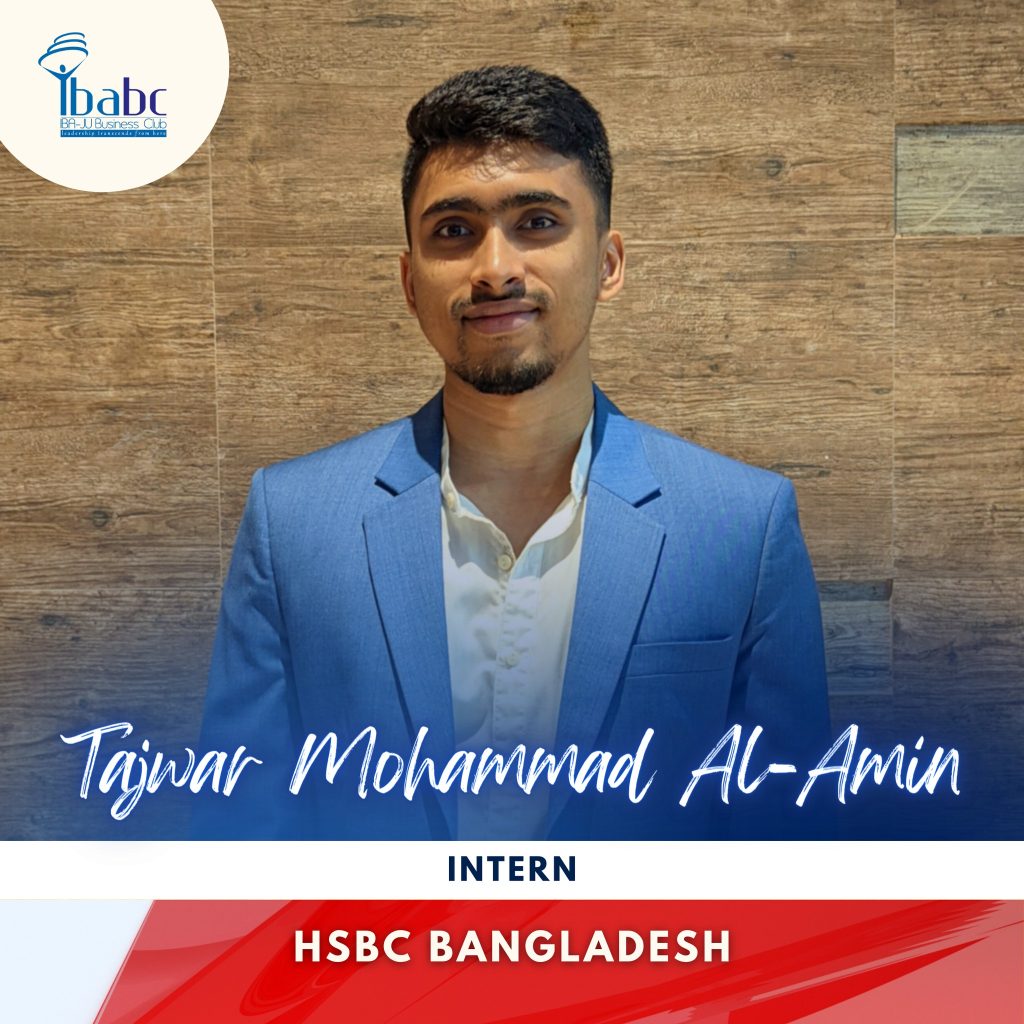 ibabc
IBA-JU Business Club
leadership transcends from here
Tajwar Mohammad Al-Amin
INTERN
HSBC BANGLADESH